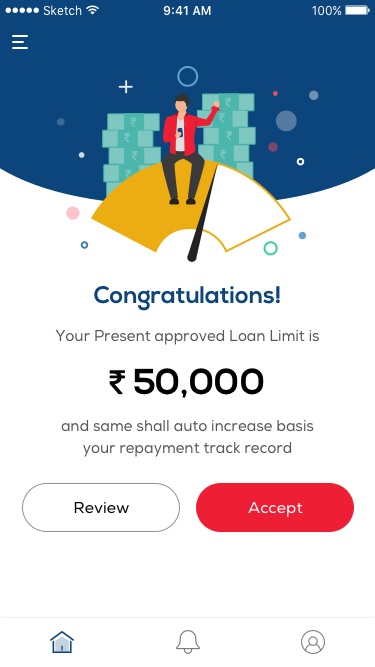 Sketch 9:41 AM 100%
Congratulations!
Your Present approved Loan Limit is
₹ 50,000
and same shall auto increase basis
your repayment track record
Review Accept